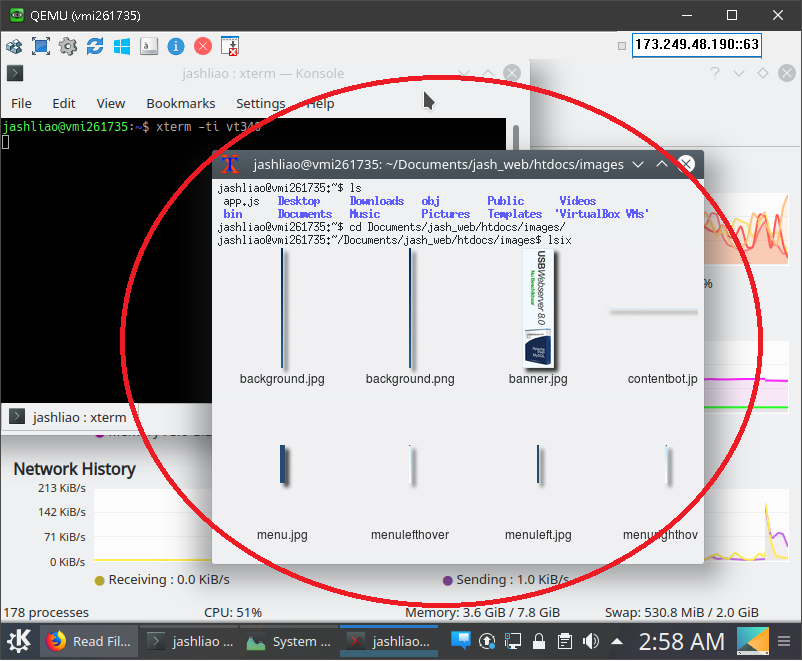 QEMU (vmi261735)
173.249.48.190::63
jashliao : xterm — Konsole
File Edit View Bookmarks Settings Help
jashliao@vmi261735:~$ xterm -ti vt340
jashliao@vmi261735: ~/Documents/jash_web/htdocs/images
jashliao@vmi261735:~$ ls
app.js Desktop Downloads obj Public Videos
bin Documents Music Pictures Templates 'VirtualBox VMs'
jashliao@vmi261735:~$ cd Documents/jash_web/htdocs/images/
jashliao@vmi261735:~/Documents/jash_web/htdocs/images$ lsix
%
USBWebserver 8.0
background.jpg background.png banner.jpg contentbot.jp
jashliao : xterm
Network History
213 KiB/s
142 KiB/s
71 KiB/s
0 KiB/s
menu.jpg menulefthover menuleft.jpg menurighthov
Receiving : 0.0 KiB/s Sending : 1.0 KiB/s
178 processes CPU: 51% Memory: 3.6 GiB / 7.8 GiB Swap: 530.8 MiB / 2.0 GiB
Read Fil... jashliao ... System ... jashliao... 2:58 AM